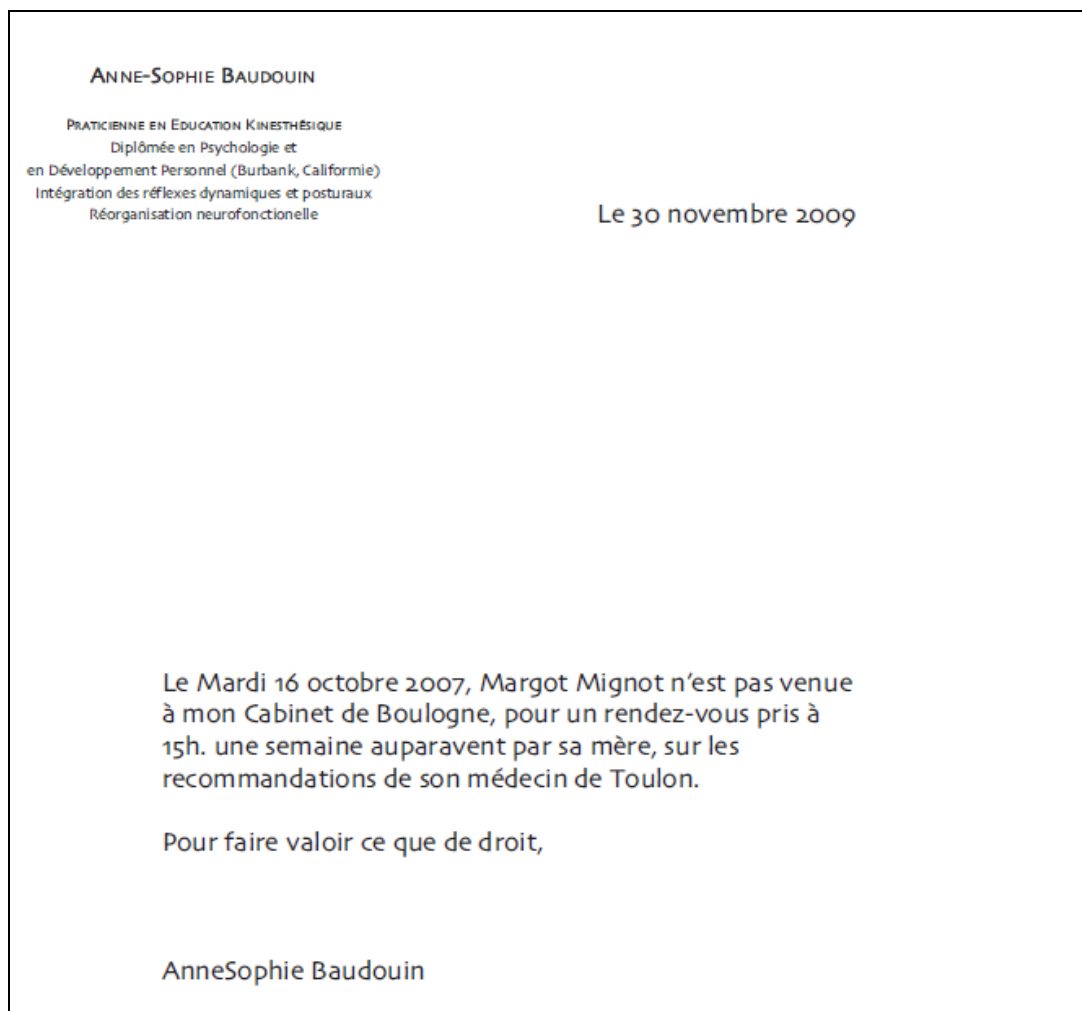 ANNE-SOPHIE BAUDOUIN
PRATICIENNE EN EDUCATION KINESTHÉSIQUE
Diplômée en Psychologie et
en Développement Personnel (Burbank, Califormie)
Intégration des réflexes dynamiques et posturaux
Réorganisation neurofonctionelle
Le 30 novembre 2009
Le Mardi 16 octobre 2007, Margot Mignot n'est pas venue
à mon Cabinet de Boulogne, pour un rendez-vous pris à
15h. une semaine auparavent par sa mère, sur les
recommandations de son médecin de Toulon.
Pour faire valoir ce que de droit,
AnneSophie Baudouin